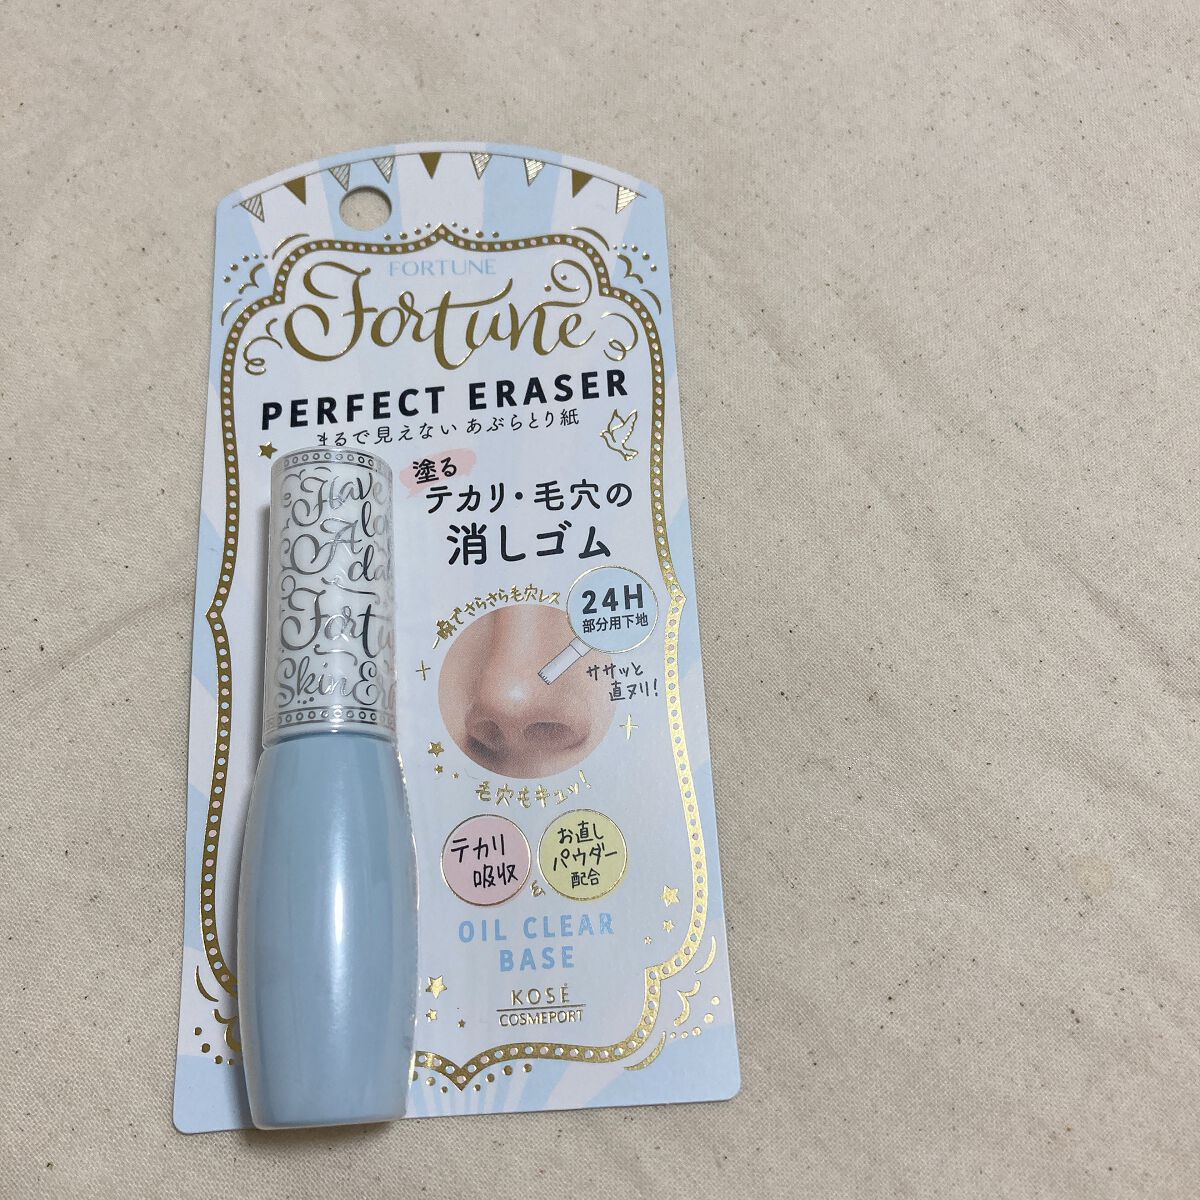 FORTUNE
Fortune
PERFECT ERASER
まるで見えない あぶらとり紙
塗る
テカリ・毛穴の
消しゴム
24H
部分用下地
一瞬でさらさら毛穴レス
ササッと
直ヌリ!
毛穴もキュッ!
テカリ
吸収
&
お直し
パウダー
配合
OIL CLEAR
BASE
KOSÉ
COSMEPORT
Have
A
Fortu
Skin